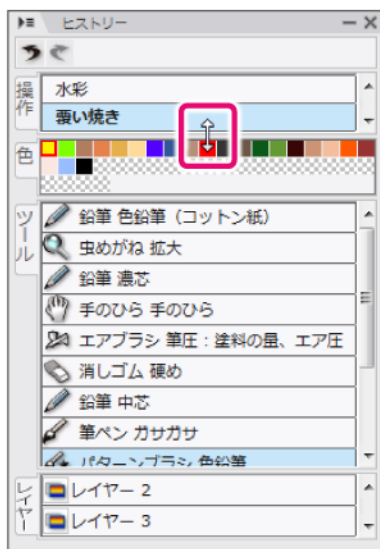 ヒストリー
操作
水彩
覆い焼き
色
ツール
鉛筆 色鉛筆（コットン紙）
虫めがね 拡大
鉛筆 濃芯
手のひら 手のひら
エアブラシ 筆圧：塗料の量、エア圧
消しゴム 硬め
鉛筆 中芯
筆ペン ガサガサ
パターンブラシ 色鉛筆
レイヤー
レイヤー 2
レイヤー 3